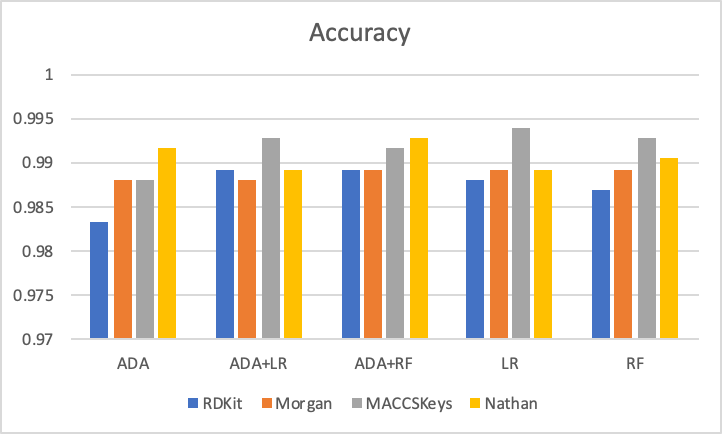 Accuracy
1
0.995
0.99
0.985
0.98
0.975
0.97
ADA ADA+LR ADA+RF LR RF
RDKit Morgan MACCSKeys Nathan